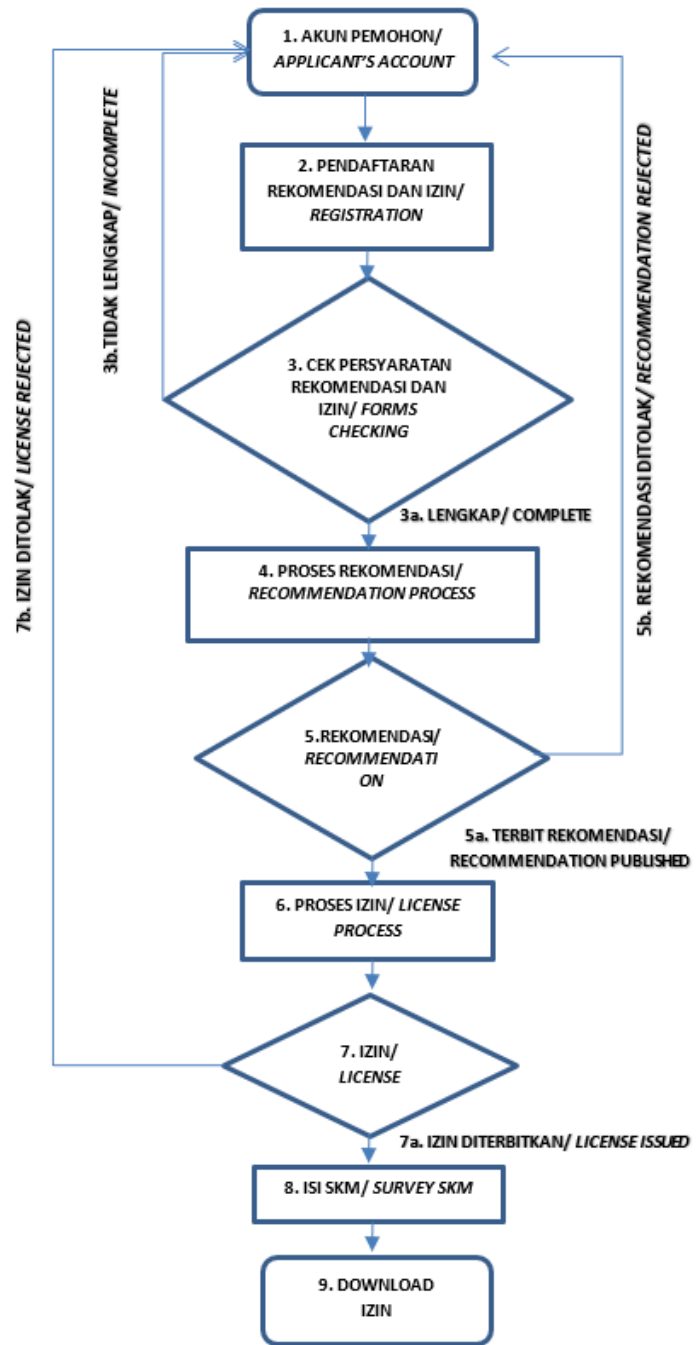 1. AKUN PEMOHON/
APPLICANT'S ACCOUNT
2. PENDAFTARAN
REKOMENDASI DAN IZIN/
REGISTRATION
3b.TIDAK LENGKAP/ INCOMPLETE
7b. IZIN DITOLAK/ LICENSE REJECTED
5b. REKOMENDASI DITOLAK/ RECOMMENDATION REJECTED
3. CEK PERSYARATAN
REKOMENDASI DAN
IZIN/ FORMS
CHECKING
3a. LENGKAP/ COMPLETE
4. PROSES REKOMENDASI/
RECOMMENDATION PROCESS
5.REKOMENDASI/
RECOMMENDATI
ON
5a. TERBIT REKOMENDASI/
RECOMMENDATION PUBLISHED
6. PROSES IZIN/ LICENSE
PROCESS
7. IZIN/
LICENSE
7a. IZIN DITERBITKAN/ LICENSE ISSUED
8. ISI SKM/ SURVEY SKM
9. DOWNLOAD
IZIN